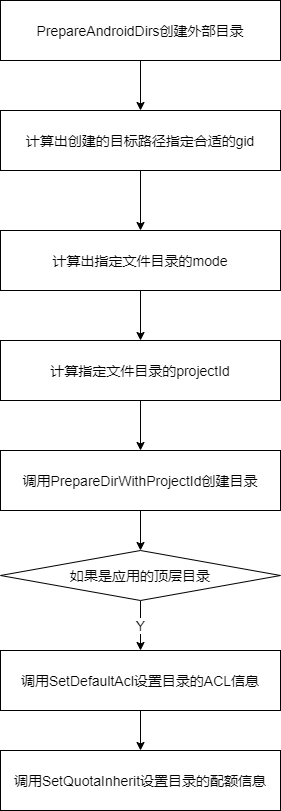 PrepareAndroidDirs创建外部目录
计算出创建的目标路径指定合适的gid
计算出指定文件目录的mode
计算指定文件目录的projectId
调用PrepareDirWithProjectId创建目录
如果是应用的顶层目录
Y
调用SetDefaultAcl设置目录的ACL信息
调用SetQuotaInherit设置目录的配额信息